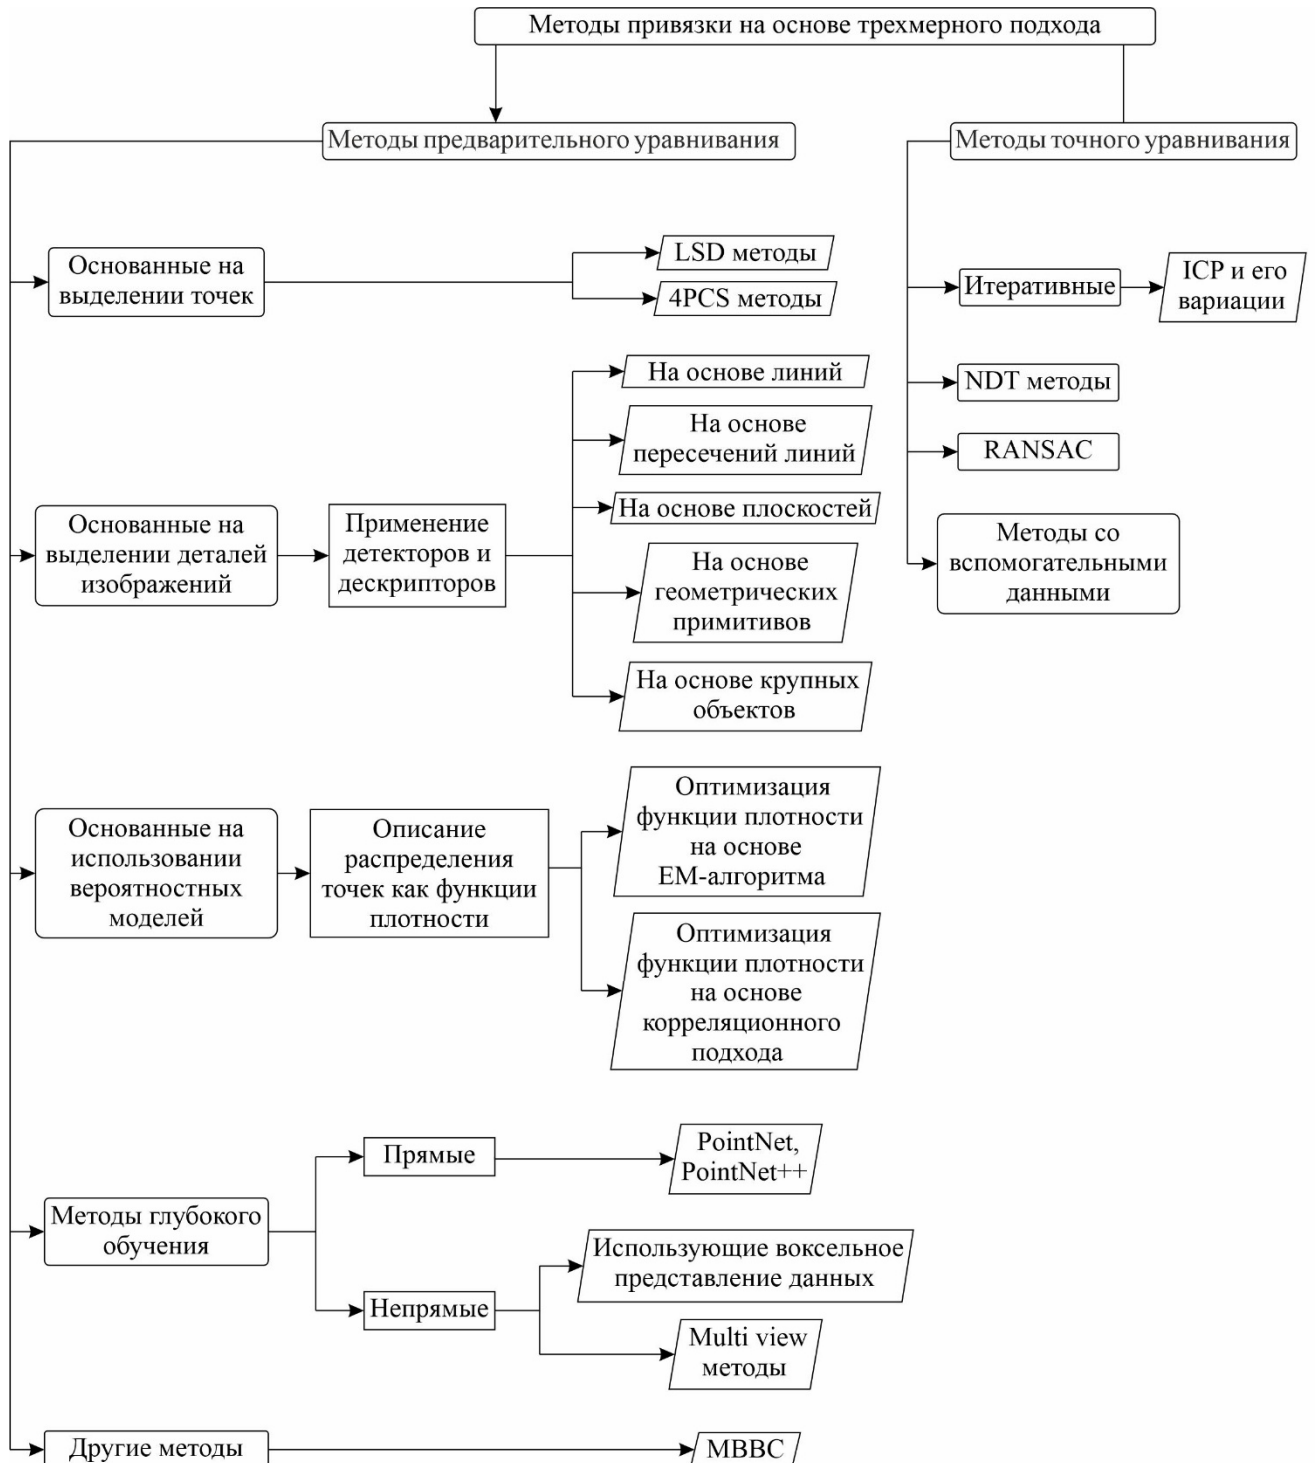 Методы привязки на основе трехмерного подхода
Методы предварительного уравнивания
Методы точного уравнивания
Основанные на
выделении точек
LSD методы
4PCS методы
Основанные на
выделении деталей
изображений
Применение
детекторов и
дескрипторов
На основе линий
На основе
пересечений линий
На основе плоскостей
На основе
геометрических
примитивов
На основе крупных
объектов
Основанные на
использовании
вероятностных
моделей
Описание
распределения
точек как функции
плотности
Оптимизация
функции плотности
на основе
EM-алгоритма
Оптимизация
функции плотности
на основе
корреляционного
подхода
Методы глубокого
обучения
Прямые
PointNet,
PointNet++
Непрямые
Использующие воксельное
представление данных
Multi view
методы
Другие методы
MBBC
Итеративные
ICP и его
вариации
NDT методы
RANSAC
Методы со
вспомогательными
данными